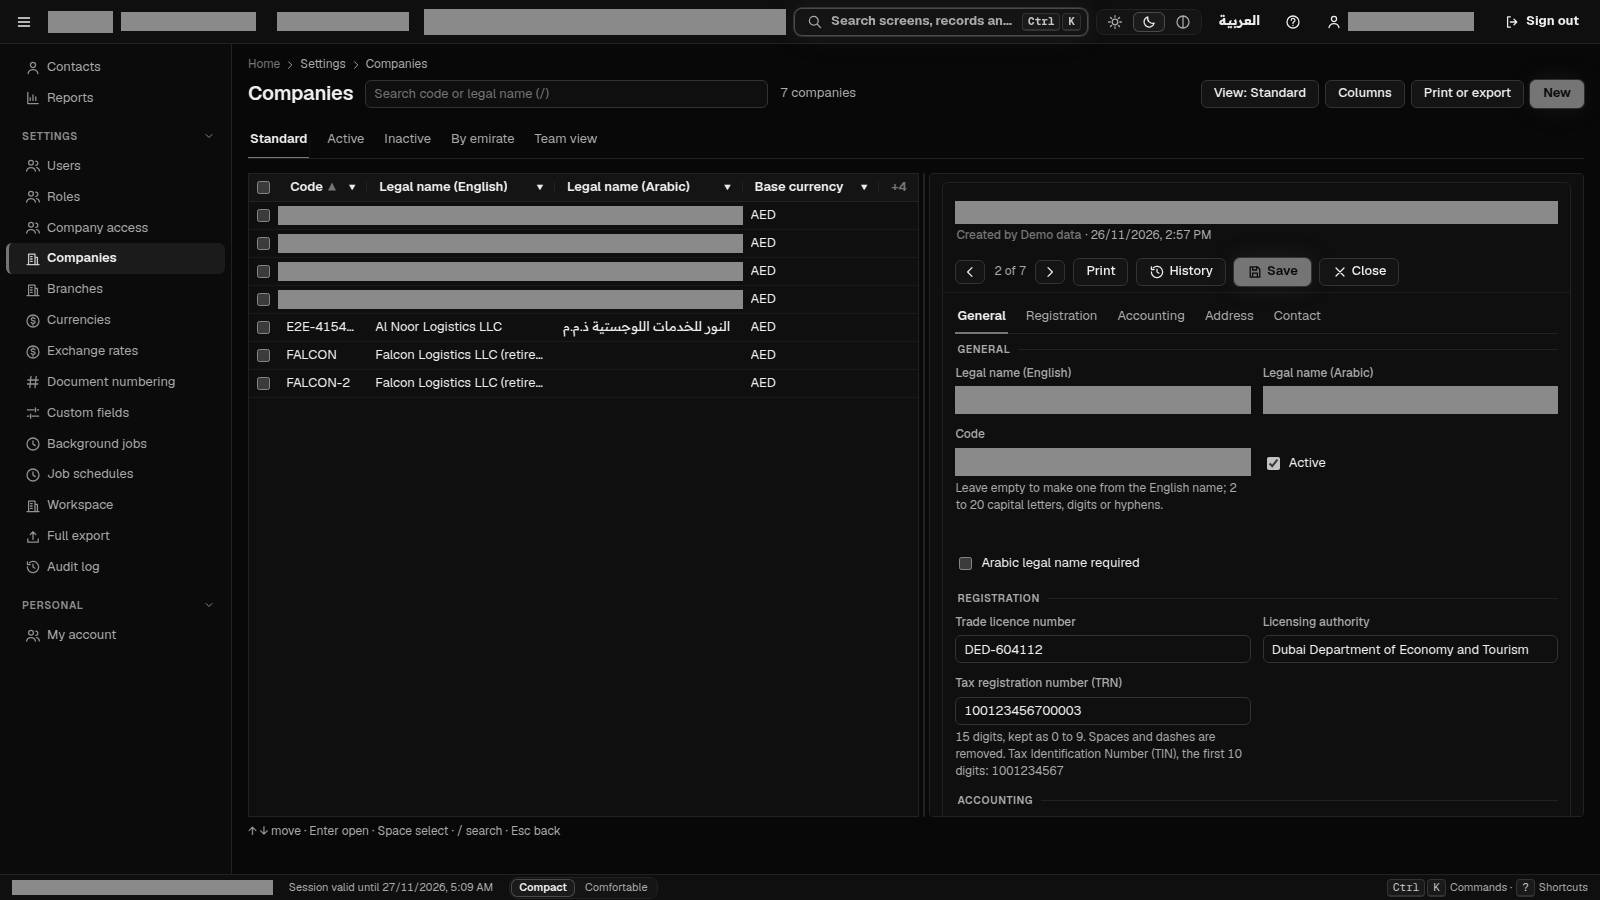 Search screens, records an... Ctrl K
العربية
Sign out
Contacts
Reports
SETTINGS
Users
Roles
Company access
Companies
Branches
Currencies
Exchange rates
Document numbering
Custom fields
Background jobs
Job schedules
Workspace
Full export
Audit log
PERSONAL
My account
Home > Settings > Companies
Companies
Search code or legal name (/)
7 companies
View: Standard
Columns
Print or export
New
Standard Active Inactive By emirate Team view
Code Legal name (English) Legal name (Arabic) Base currency +4
AED
AED
AED
AED
E2E-4154... Al Noor Logistics LLC النور للخدمات اللوجستية ذ.م.م AED
FALCON Falcon Logistics LLC (retire... AED
FALCON-2 Falcon Logistics LLC (retire... AED
↑↓ move · Enter open · Space select · / search · Esc back
Created by Demo data · 26/11/2026, 2:57 PM
2 of 7
Print
History
Save
Close
General Registration Accounting Address Contact
GENERAL
Legal name (English) Legal name (Arabic)
Code
Active
Leave empty to make one from the English name; 2
to 20 capital letters, digits or hyphens.
Arabic legal name required
REGISTRATION
Trade licence number Licensing authority
DED-604112 Dubai Department of Economy and Tourism
Tax registration number (TRN)
100123456700003
15 digits, kept as 0 to 9. Spaces and dashes are
removed. Tax Identification Number (TIN), the first 10
digits: 1001234567
ACCOUNTING
Session valid until 27/11/2026, 5:09 AM
Compact Comfortable
Ctrl K Commands · ? Shortcuts